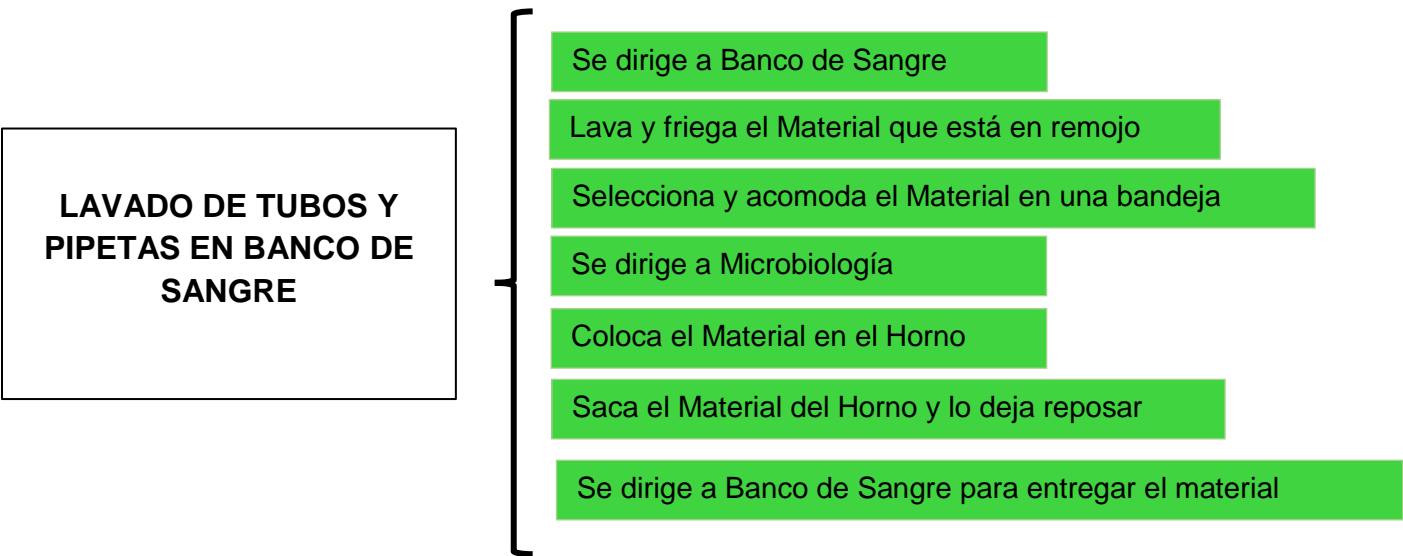 LAVADO DE TUBOS Y
PIPETAS EN BANCO DE
SANGRE
Se dirige a Banco de Sangre
Lava y friega el Material que está en remojo
Selecciona y acomoda el Material en una bandeja
Se dirige a Microbiología
Coloca el Material en el Horno
Saca el Material del Horno y lo deja reposar
Se dirige a Banco de Sangre para entregar el material